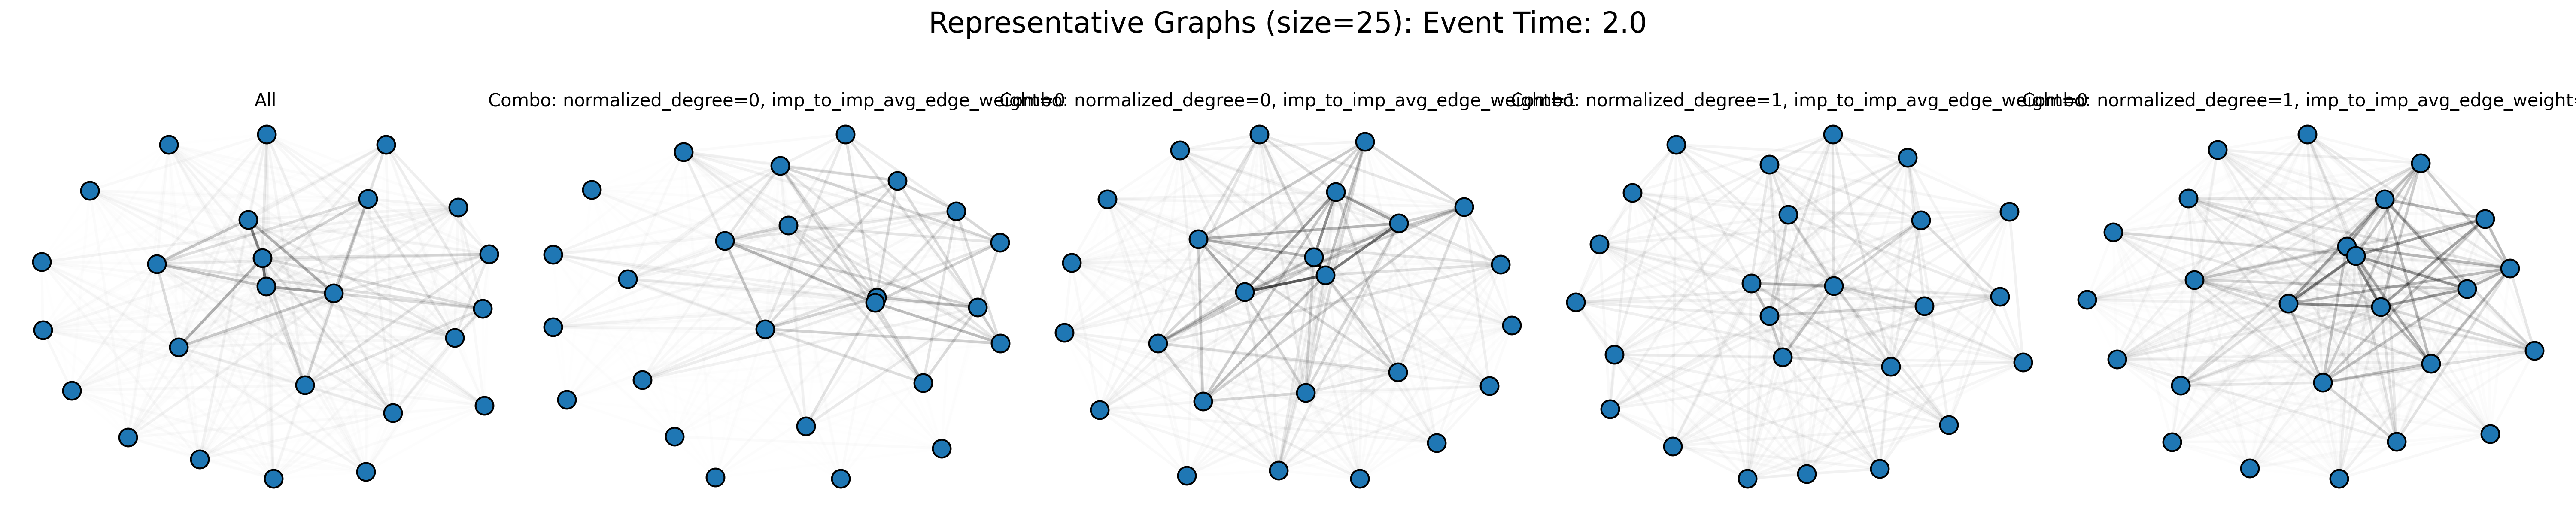 Representative Graphs (size=25): Event Time: 2.0
All
Combo: normalized_degree=0, imp_to_imp_avg_edge_weight=0
Combo: normalized_degree=0, imp_to_imp_avg_edge_weight=1
Combo: normalized_degree=1, imp_to_imp_avg_edge_weight=0
Combo: normalized_degree=1, imp_to_imp_avg_edge_weight=